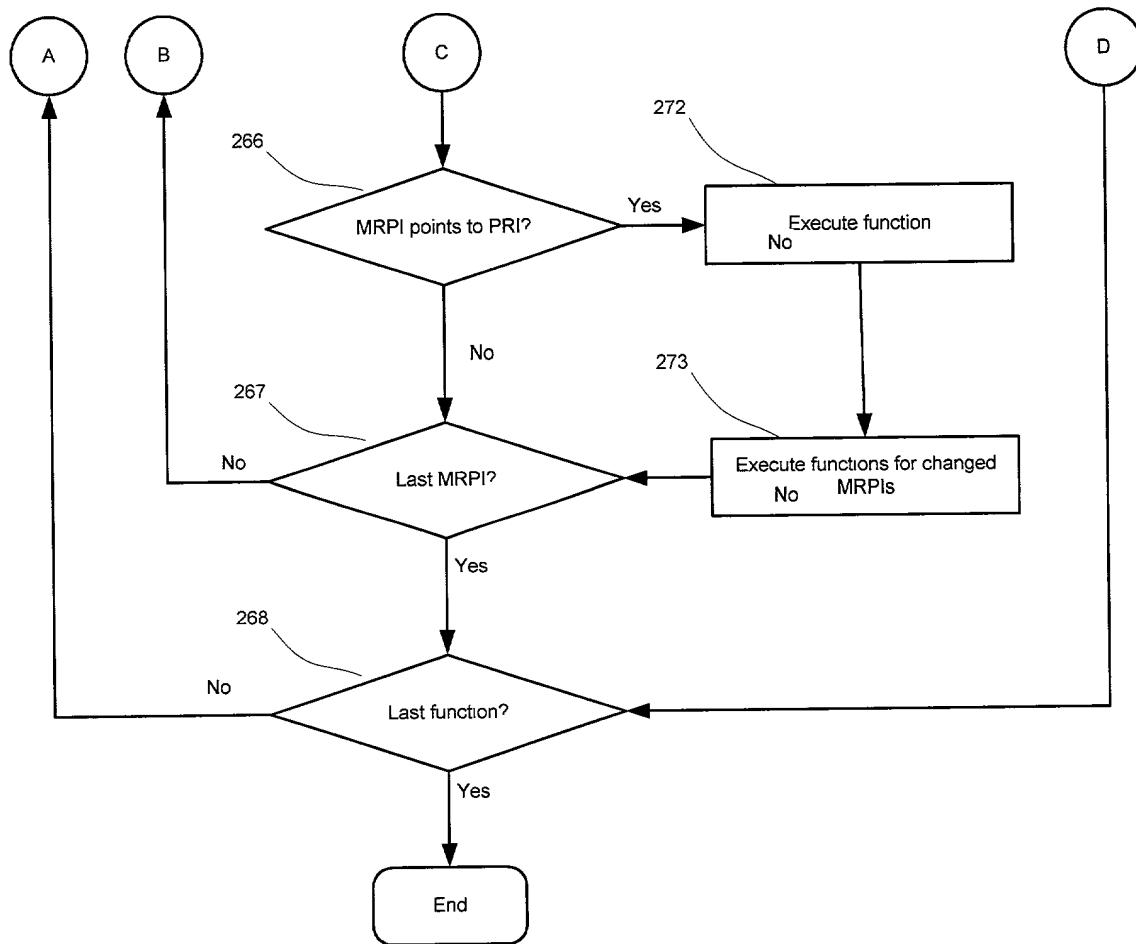 A
B
C
D
272
266
Yes
MRPI points to PRI?
Execute function
No
No
273
267
No
Last MRPI?
Execute functions for changed
No MRPIs
Yes
268
No
Last function?
Yes
End